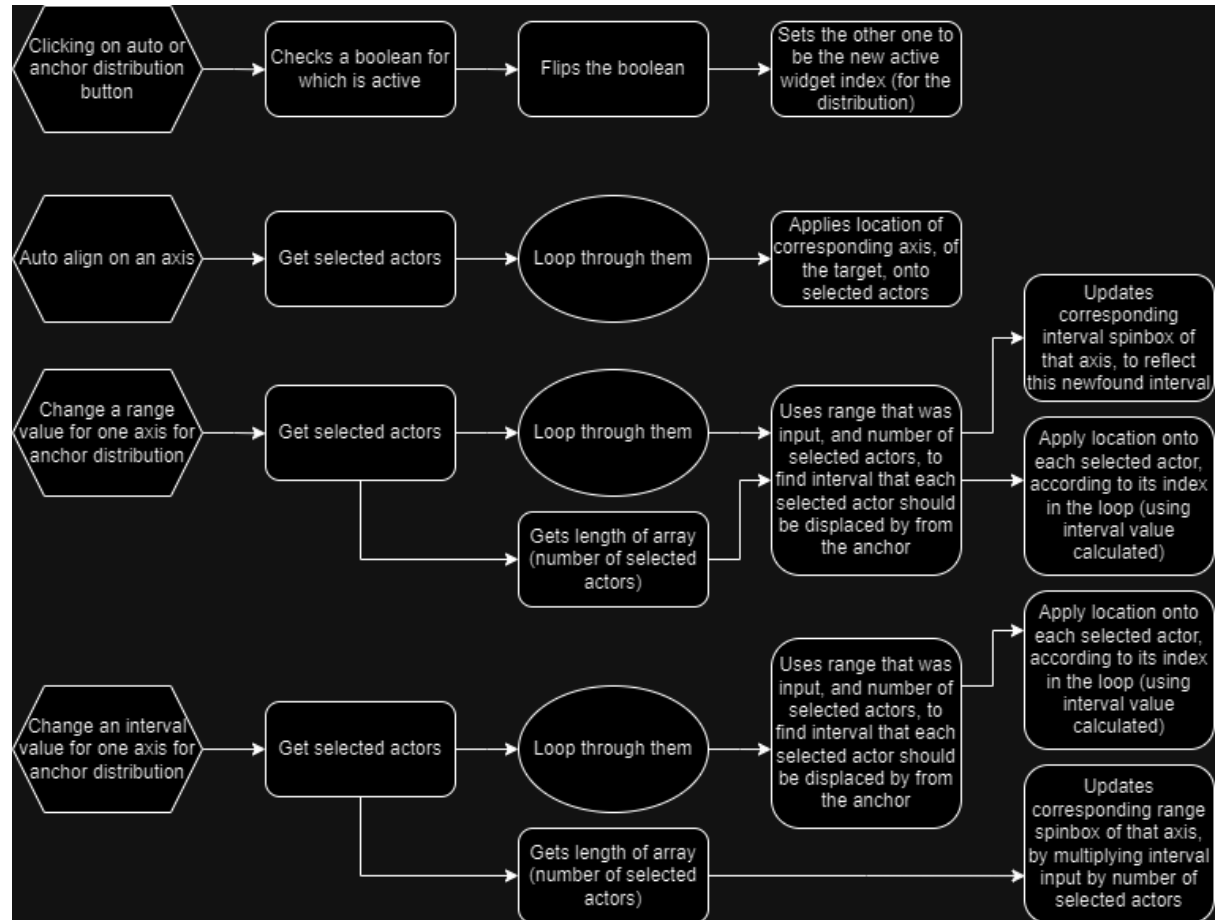 Clicking on auto or
anchor distribution
button
Checks a boolean for
which is active
Flips the boolean
Sets the other one to
be the new active
widget index (for the
distribution)
Auto align on an axis
Get selected actors
Loop through them
Applies location of
corresponding axis, of
the target, onto
selected actors
Change a range
value for one axis for
anchor distribution
Get selected actors
Loop through them
Gets length of array
(number of selected
actors)
Uses range that was
input, and number of
selected actors, to
find interval that each
selected actor should
be displaced by from
the anchor
Updates
corresponding
interval spinbox of
that axis, to reflect
this newfound interval
Apply location onto
each selected actor,
according to its index
in the loop (using
interval value
calculated)
Change an interval
value for one axis for
anchor distribution
Get selected actors
Loop through them
Gets length of array
(number of selected
actors)
Uses range that was
input, and number of
selected actors, to
find interval that each
selected actor should
be displaced by from
the anchor
Apply location onto
each selected actor,
according to its index
in the loop (using
interval value
calculated)
Updates
corresponding range
spinbox of that axis,
by multiplying interval
input by number of
selected actors